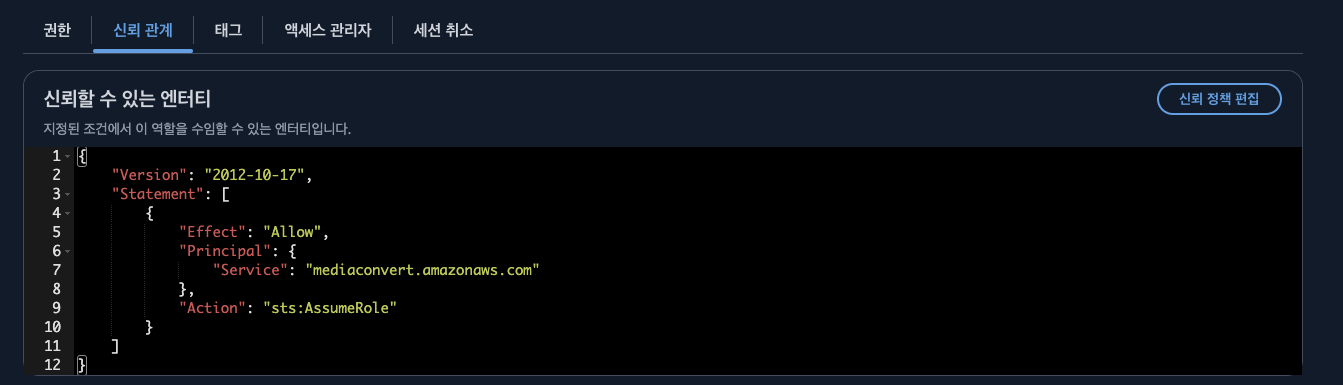 권한
신뢰 관계
태그
액세스 관리자
세션 취소
신뢰할 수 있는 엔터티
신뢰 정책 편집
지정된 조건에서 이 역할을 수임할 수 있는 엔터티입니다.
1 {
2     "Version": "2012-10-17",
3     "Statement": [
4         {
5             "Effect": "Allow",
6             "Principal": {
7                 "Service": "mediaconvert.amazonaws.com"
8             },
9             "Action": "sts:AssumeRole"
10         }
11     ]
12 }